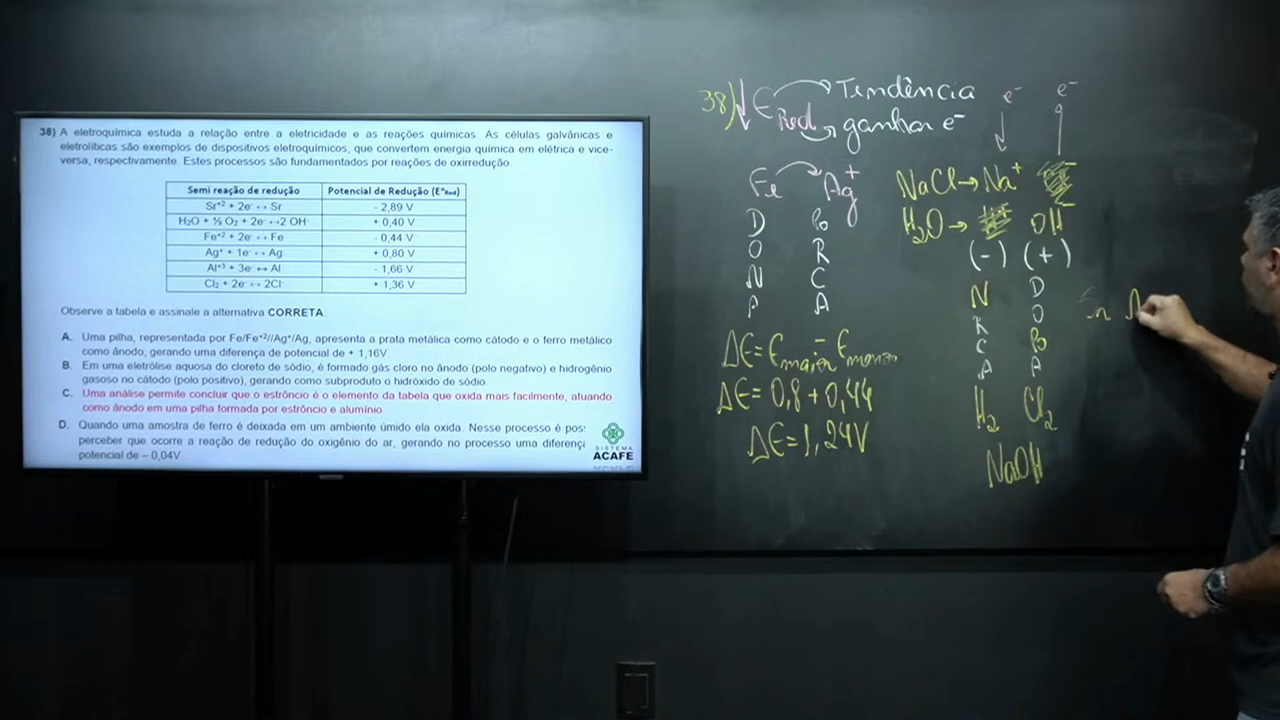 38) A eletroquímica estuda a relação entre a eletricidade e as reações químicas. As células galvânicas e
eletrolíticas são exemplos de dispositivos eletroquímicos, que convertem energia química em elétrica e vice-
versa, respectivamente. Estes processos são fundamentados por reações de oxirredução.
Semi reação de redução Potencial de Redução (E°Red)
Sr⁺² + 2e⁻ ↔ Sr - 2,89 V
H₂O + ½ O₂ + 2e⁻ ↔ 2 OH⁻ + 0,40 V
Fe⁺² + 2e⁻ ↔ Fe - 0,44 V
Ag⁺ + 1e⁻ ↔ Ag + 0,80 V
Al⁺³ + 3e⁻ ↔ Al - 1,66 V
Cl₂ + 2e⁻ ↔ 2Cl⁻ + 1,36 V
Observe a tabela e assinale a alternativa CORRETA
A. Uma pilha, representada por Fe/Fe⁺²//Ag⁺/Ag, apresenta a prata metálica como cátodo e o ferro metálico
como ânodo, gerando uma diferença de potencial de + 1,16V.
B. Em uma eletrólise aquosa do cloreto de sódio, é formado gás cloro no ânodo (polo negativo) e hidrogênio
gasoso no cátodo (polo positivo), gerando como subproduto o hidróxido de sódio
C. Uma análise permite concluir que o estrôncio é o elemento da tabela que oxida mais facilmente, atuando
como ânodo em uma pilha formada por estrôncio e alumínio
D. Quando uma amostra de ferro é deixada em um ambiente úmido ela oxida. Nesse processo é pos
perceber que ocorre a reação de redução do oxigênio do ar, gerando no processo uma diferenç
potencial de – 0,04V
SISTEMA
ACAFE
38) ↓ E Red → Tendência
ganhar e⁻
Fe → Ag⁺
D Po
O R
N C
A A
ΔE = Emaior - Emenor
ΔE = 0,8 + 0,44
ΔE = 1,24V
e⁻ e⁻
NaCl → Na⁺
H₂O → OH
(-) (+)
N D
R O
C Po
A A
H₂ Cl₂
NaOH